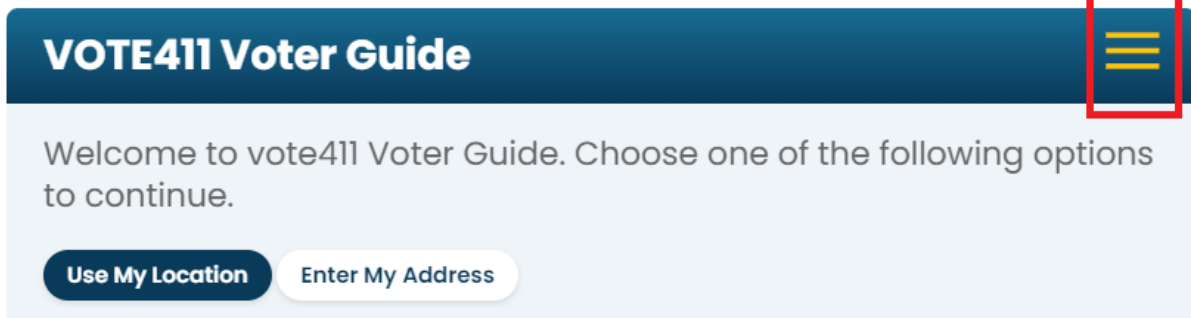 VOTE411 Voter Guide
Welcome to vote411 Voter Guide. Choose one of the following options
to continue.
Use My Location Enter My Address